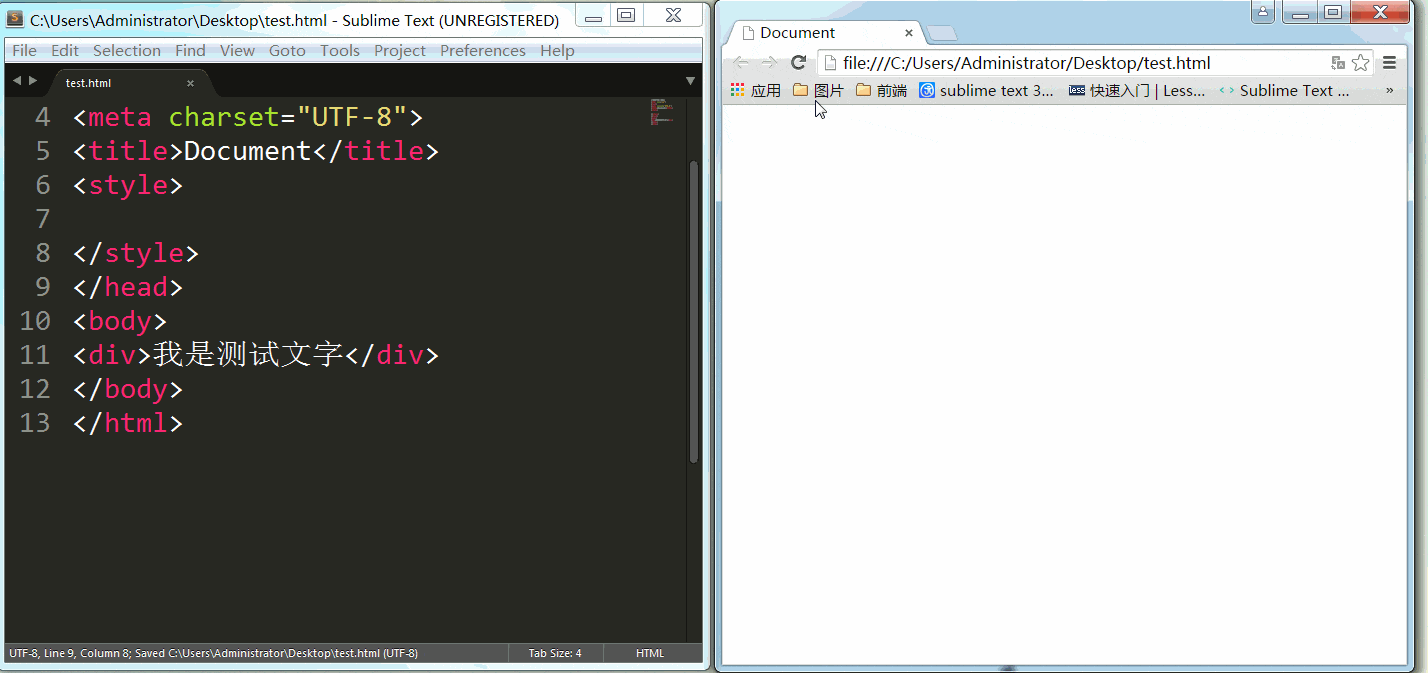 C:\Users\Administrator\Desktop\test.html - Sublime Text (UNREGISTERED)
File Edit Selection Find View Goto Tools Project Preferences Help
test.html
4 <meta charset="UTF-8">
5 <title>Document</title>
6 <style>
7
8 </style>
9 </head>
10 <body>
11 <div>我是测试文字</div>
12 </body>
13 </html>
UTF-8, Line 9, Column 8; Saved C:\Users\Administrator\Desktop\test.html (UTF-8) Tab Size: 4 HTML
Document
file:///C:/Users/Administrator/Desktop/test.html
应用 图片 前端 sublime text 3... less 快速入门 | Less... Sublime Text ... »